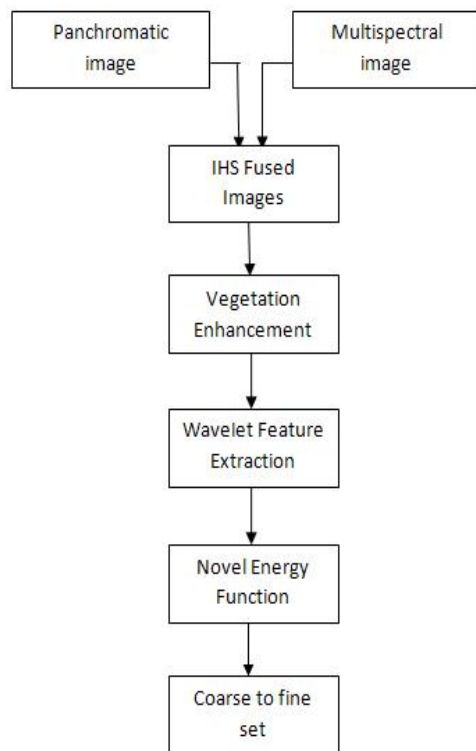 Panchromatic
image
Multispectral
image
IHS Fused
Images
Vegetation
Enhancement
Wavelet Feature
Extraction
Novel Energy
Function
Coarse to fine
set